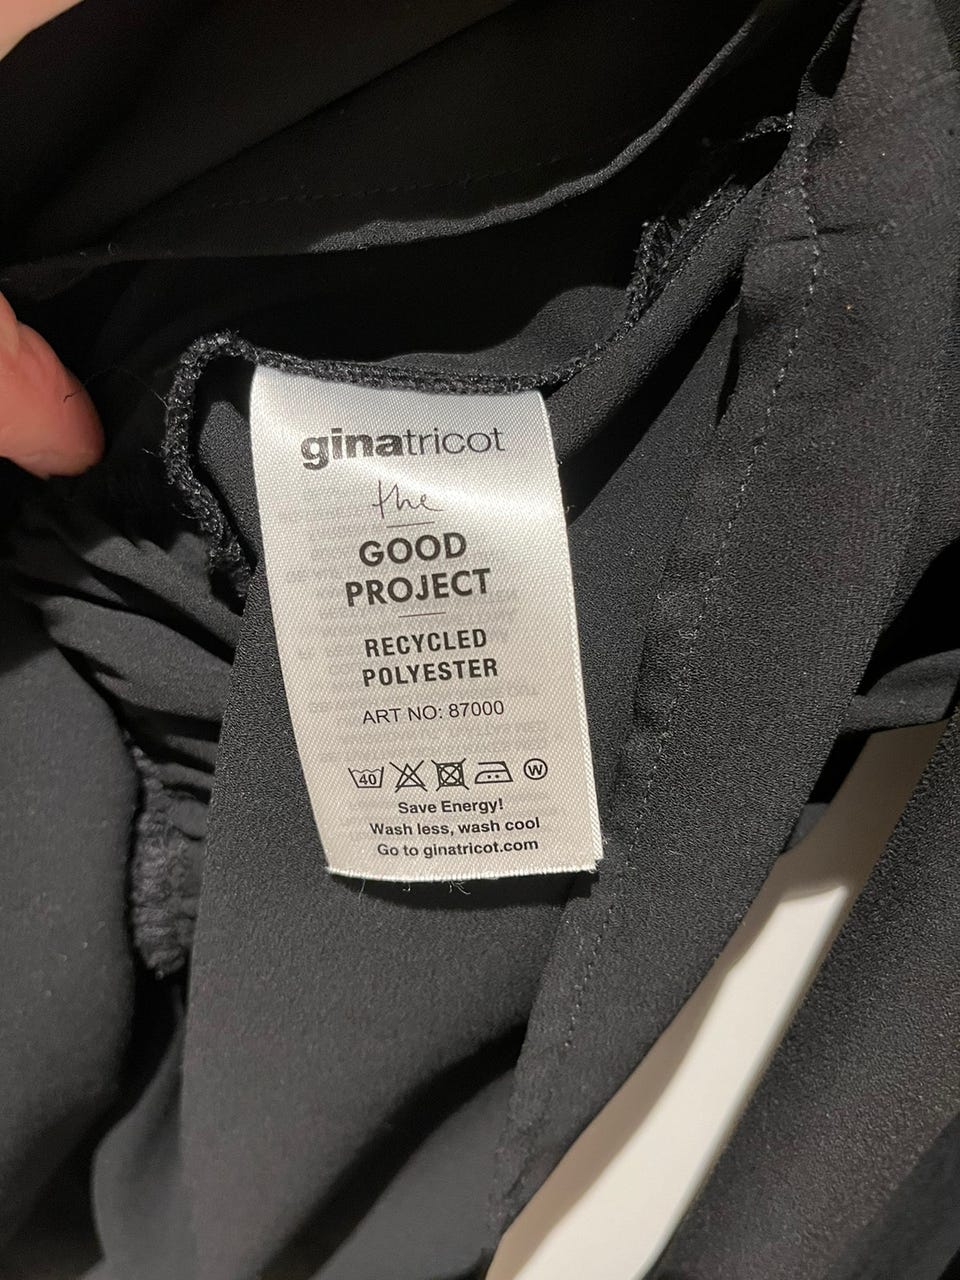 ginatricot
the
GOOD
PROJECT
RECYCLED
POLYESTER
ART NO: 87000
40 W
Save Energy!
Wash less, wash cool
Go to ginatricot.com